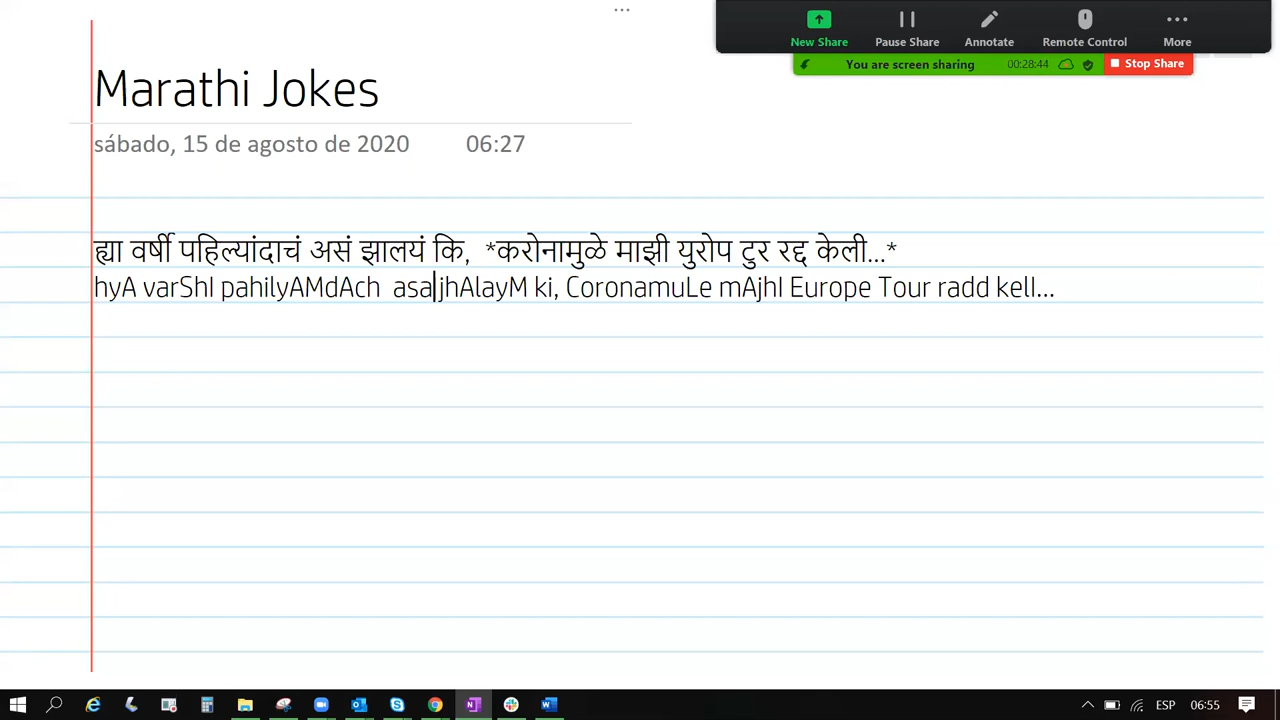 ...
New Share
Pause Share
Annotate
Remote Control
More
You are screen sharing
00:28:44
Stop Share
Marathi Jokes
sábado, 15 de agosto de 2020 06:27
ह्या वर्षी पहिल्यांदाचं असं झालयं कि, *करोनामुळे माझी युरोप टुर रद्द केली...*
hyA varShI pahilyAMdAch asa jhAlayM ki, CoronamuLe mAjhI Europe Tour radd kelI...
ESP
06:55